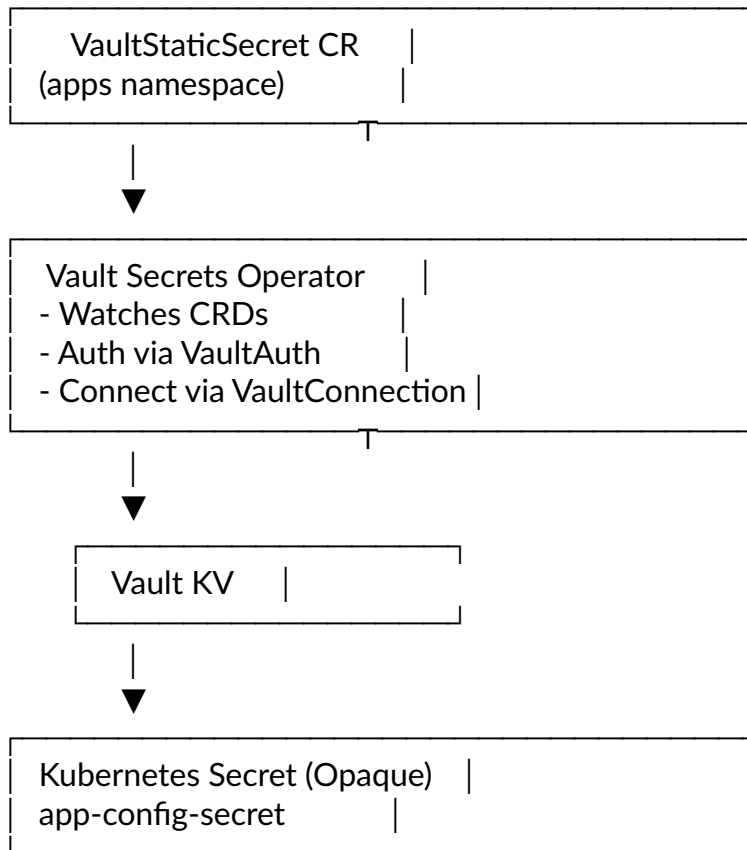 VaultStaticSecret CR
(apps namespace)
Vault Secrets Operator
- Watches CRDs
- Auth via VaultAuth
- Connect via VaultConnection
Vault KV
Kubernetes Secret (Opaque)
app-config-secret